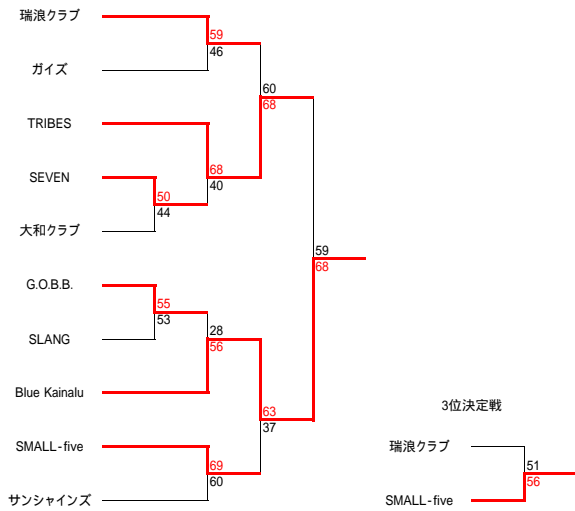 瑞浪クラブ
59
46
ガイズ
60
68
TRIBES
68
40
SEVEN
50
44
大和クラブ
59
68
G.O.B.B.
55
53
SLANG
28
56
Blue Kainalu
63
37
SMALL-five
69
60
サンシャインズ
3位決定戦
瑞浪クラブ
51
56
SMALL-five